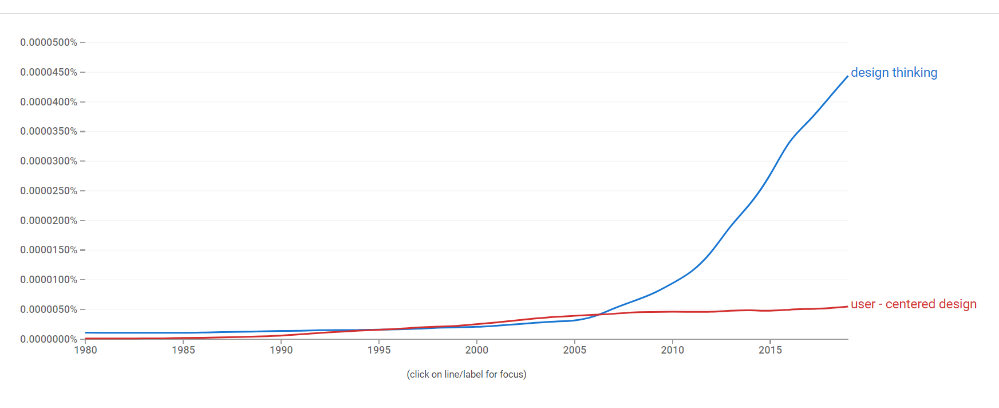 0.0000500%
0.0000450%
design thinking
0.0000400%
0.0000350%
0.0000300%
0.0000250%
0.0000200%
0.0000150%
0.0000100%
0.0000050%
user - centered design
0.0000000%
1980 1985 1990 1995 2000 2005 2010 2015
(click on line/label for focus)